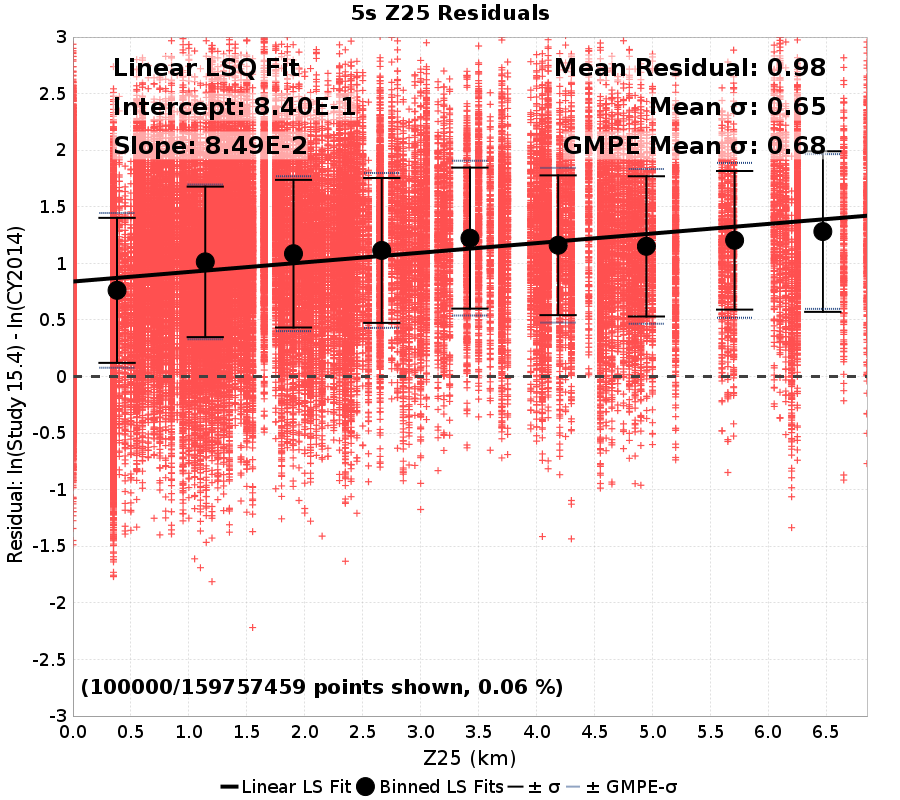 5s Z25 Residuals
Linear LSQ Fit
Intercept: 8.40E-1
Slope: 8.49E-2
Mean Residual: 0.98
Mean σ: 0.65
GMPE Mean σ: 0.68
Residual: ln(Study 15.4) - ln(CY2014)
3
2.5
2
1.5
1
0.5
0
-0.5
-1
-1.5
-2
-2.5
-3
(100000/159757459 points shown, 0.06 %)
0.0 0.5 1.0 1.5 2.0 2.5 3.0 3.5 4.0 4.5 5.0 5.5 6.0 6.5
Z25 (km)
Linear LS Fit Binned LS Fits ± σ ± GMPE-σ